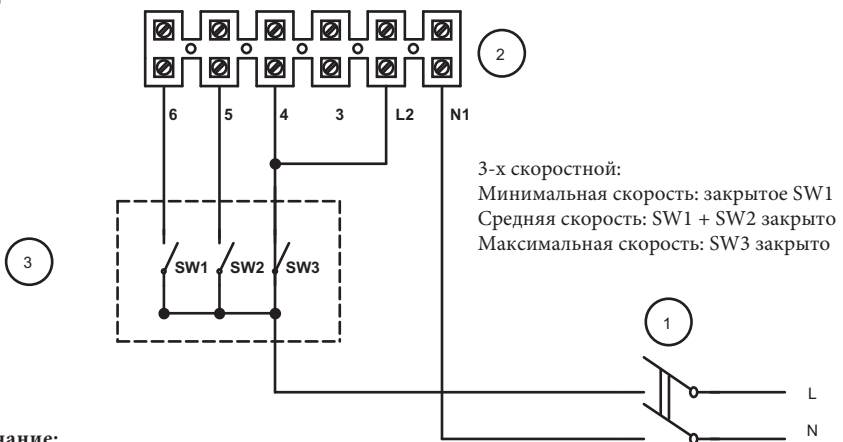 2
6 5 4 3 L2 N1
3-х скоростной:
Минимальная скорость: закрытое SW1
Средняя скорость: SW1 + SW2 закрыто
Максимальная скорость: SW3 закрыто
3
SW1 SW2 SW3
1
L
N